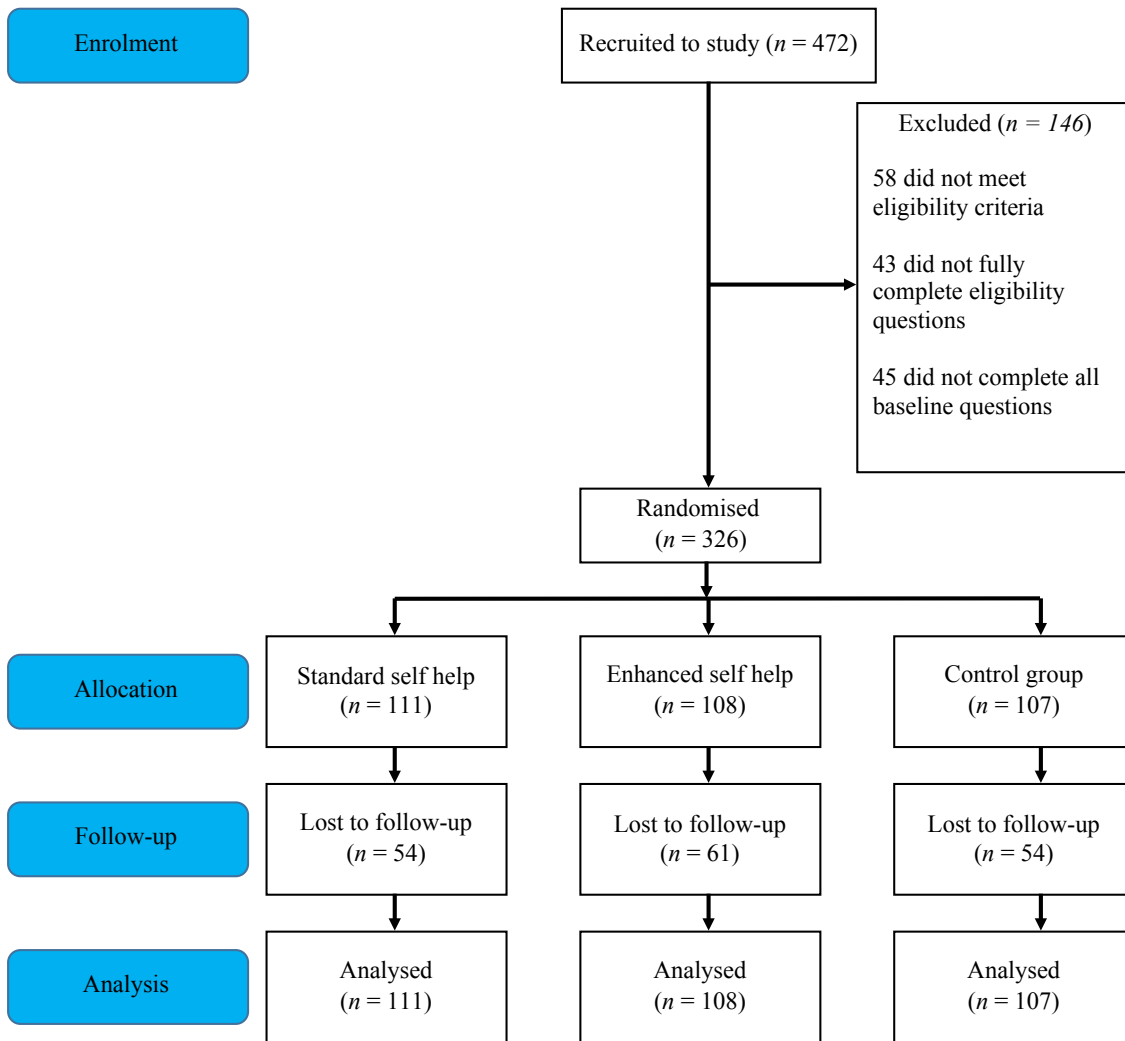 Enrolment
Recruited to study (n = 472)
Excluded (n = 146)
58 did not meet
eligibility criteria
43 did not fully
complete eligibility
questions
45 did not complete all
baseline questions
Randomised
(n = 326)
Allocation
Standard self help
(n = 111)
Enhanced self help
(n = 108)
Control group
(n = 107)
Follow-up
Lost to follow-up
(n = 54)
Lost to follow-up
(n = 61)
Lost to follow-up
(n = 54)
Analysis
Analysed
(n = 111)
Analysed
(n = 108)
Analysed
(n = 107)